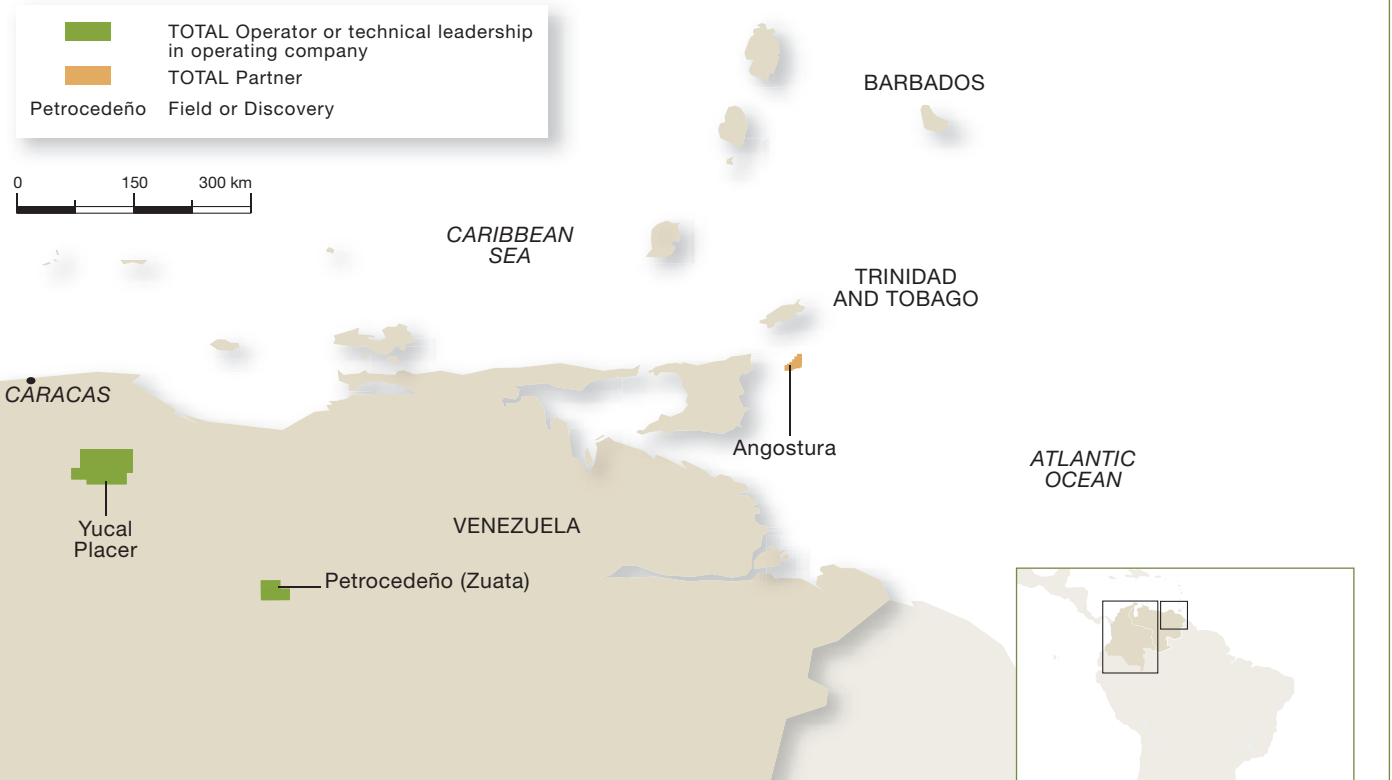 TOTAL Operator or technical leadership
in operating company
TOTAL Partner
Petrocedeño Field or Discovery
0 150 300 km
BARBADOS
CARIBBEAN
SEA
TRINIDAD
AND TOBAGO
CARACAS
Angostura
ATLANTIC
OCEAN
Yucal
Placer
VENEZUELA
Petrocedeño (Zuata)